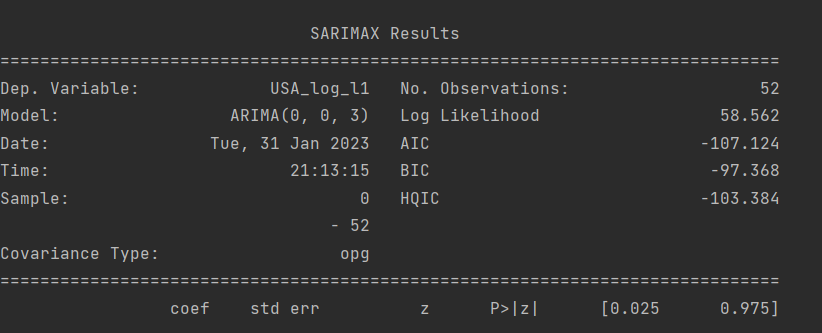 SARIMAX Results
==============================================================================
Dep. Variable: USA_log_l1 No. Observations: 52
Model: ARIMA(0, 0, 3) Log Likelihood 58.562
Date: Tue, 31 Jan 2023 AIC -107.124
Time: 21:13:15 BIC -97.368
Sample: 0 HQIC -103.384
- 52
Covariance Type: opg
==============================================================================
coef std err z P>|z| [0.025 0.975]